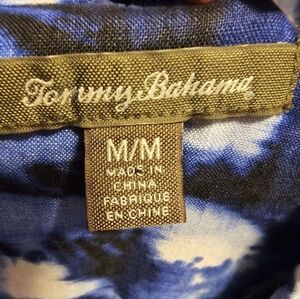 Tommy Bahama
M/M
MADE IN
CHINA
FABRIQUE
EN CHINE